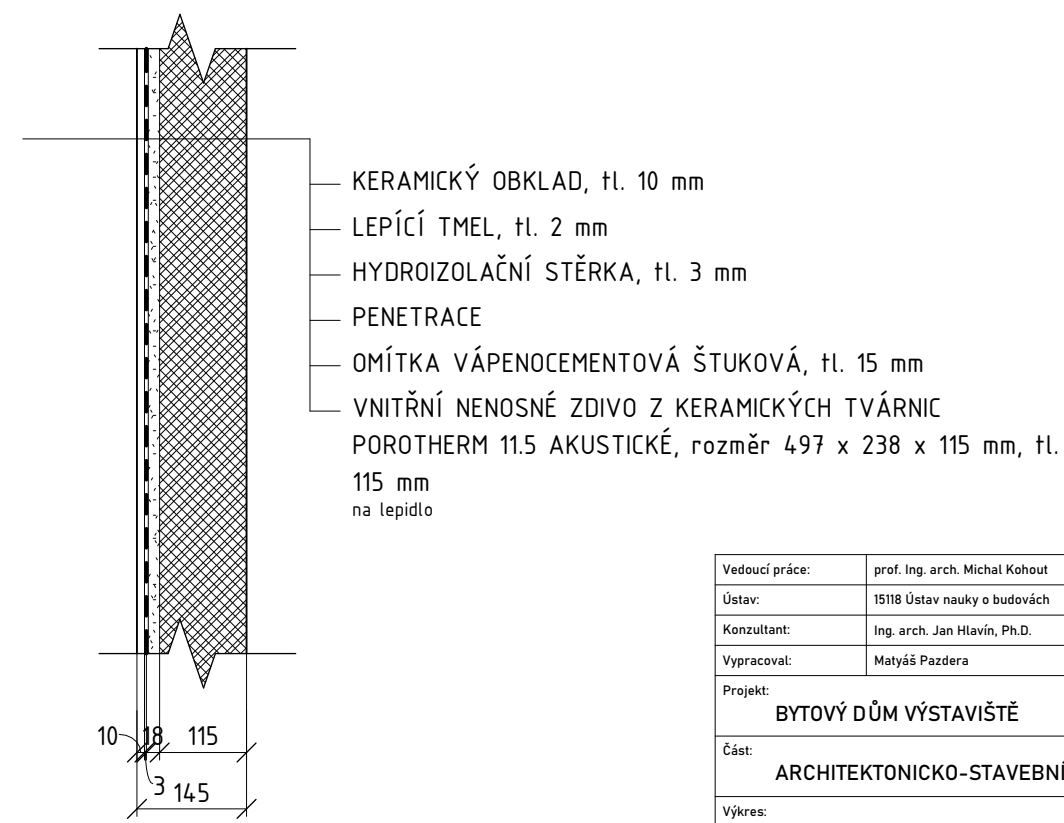 KERAMICKÝ OBKLAD, tl. 10 mm
LEPÍCÍ TMEL, tl. 2 mm
HYDROIZOLAČNÍ STĚRKA, tl. 3 mm
PENETRACE
OMÍTKA VÁPENOCEMENTOVÁ ŠTUKOVÁ, tl. 15 mm
VNITŘNÍ NENOSNÉ ZDIVO Z KERAMICKÝCH TVÁRNIC
POROTHERM 11.5 AKUSTICKÉ, rozměr 497 x 238 x 115 mm, tl.
115 mm
na lepidlo
10 18 115
3
145
Vedoucí práce: prof. Ing. arch. Michal Kohout
Ústav: 15118 Ústav nauky o budovách
Konzultant: Ing. arch. Jan Hlavín, Ph.D.
Vypracoval: Matyáš Pazdera
Projekt:
BYTOVÝ DŮM VÝSTAVIŠTĚ
Část:
ARCHITEKTONICKO-STAVEBNÍ
Výkres: